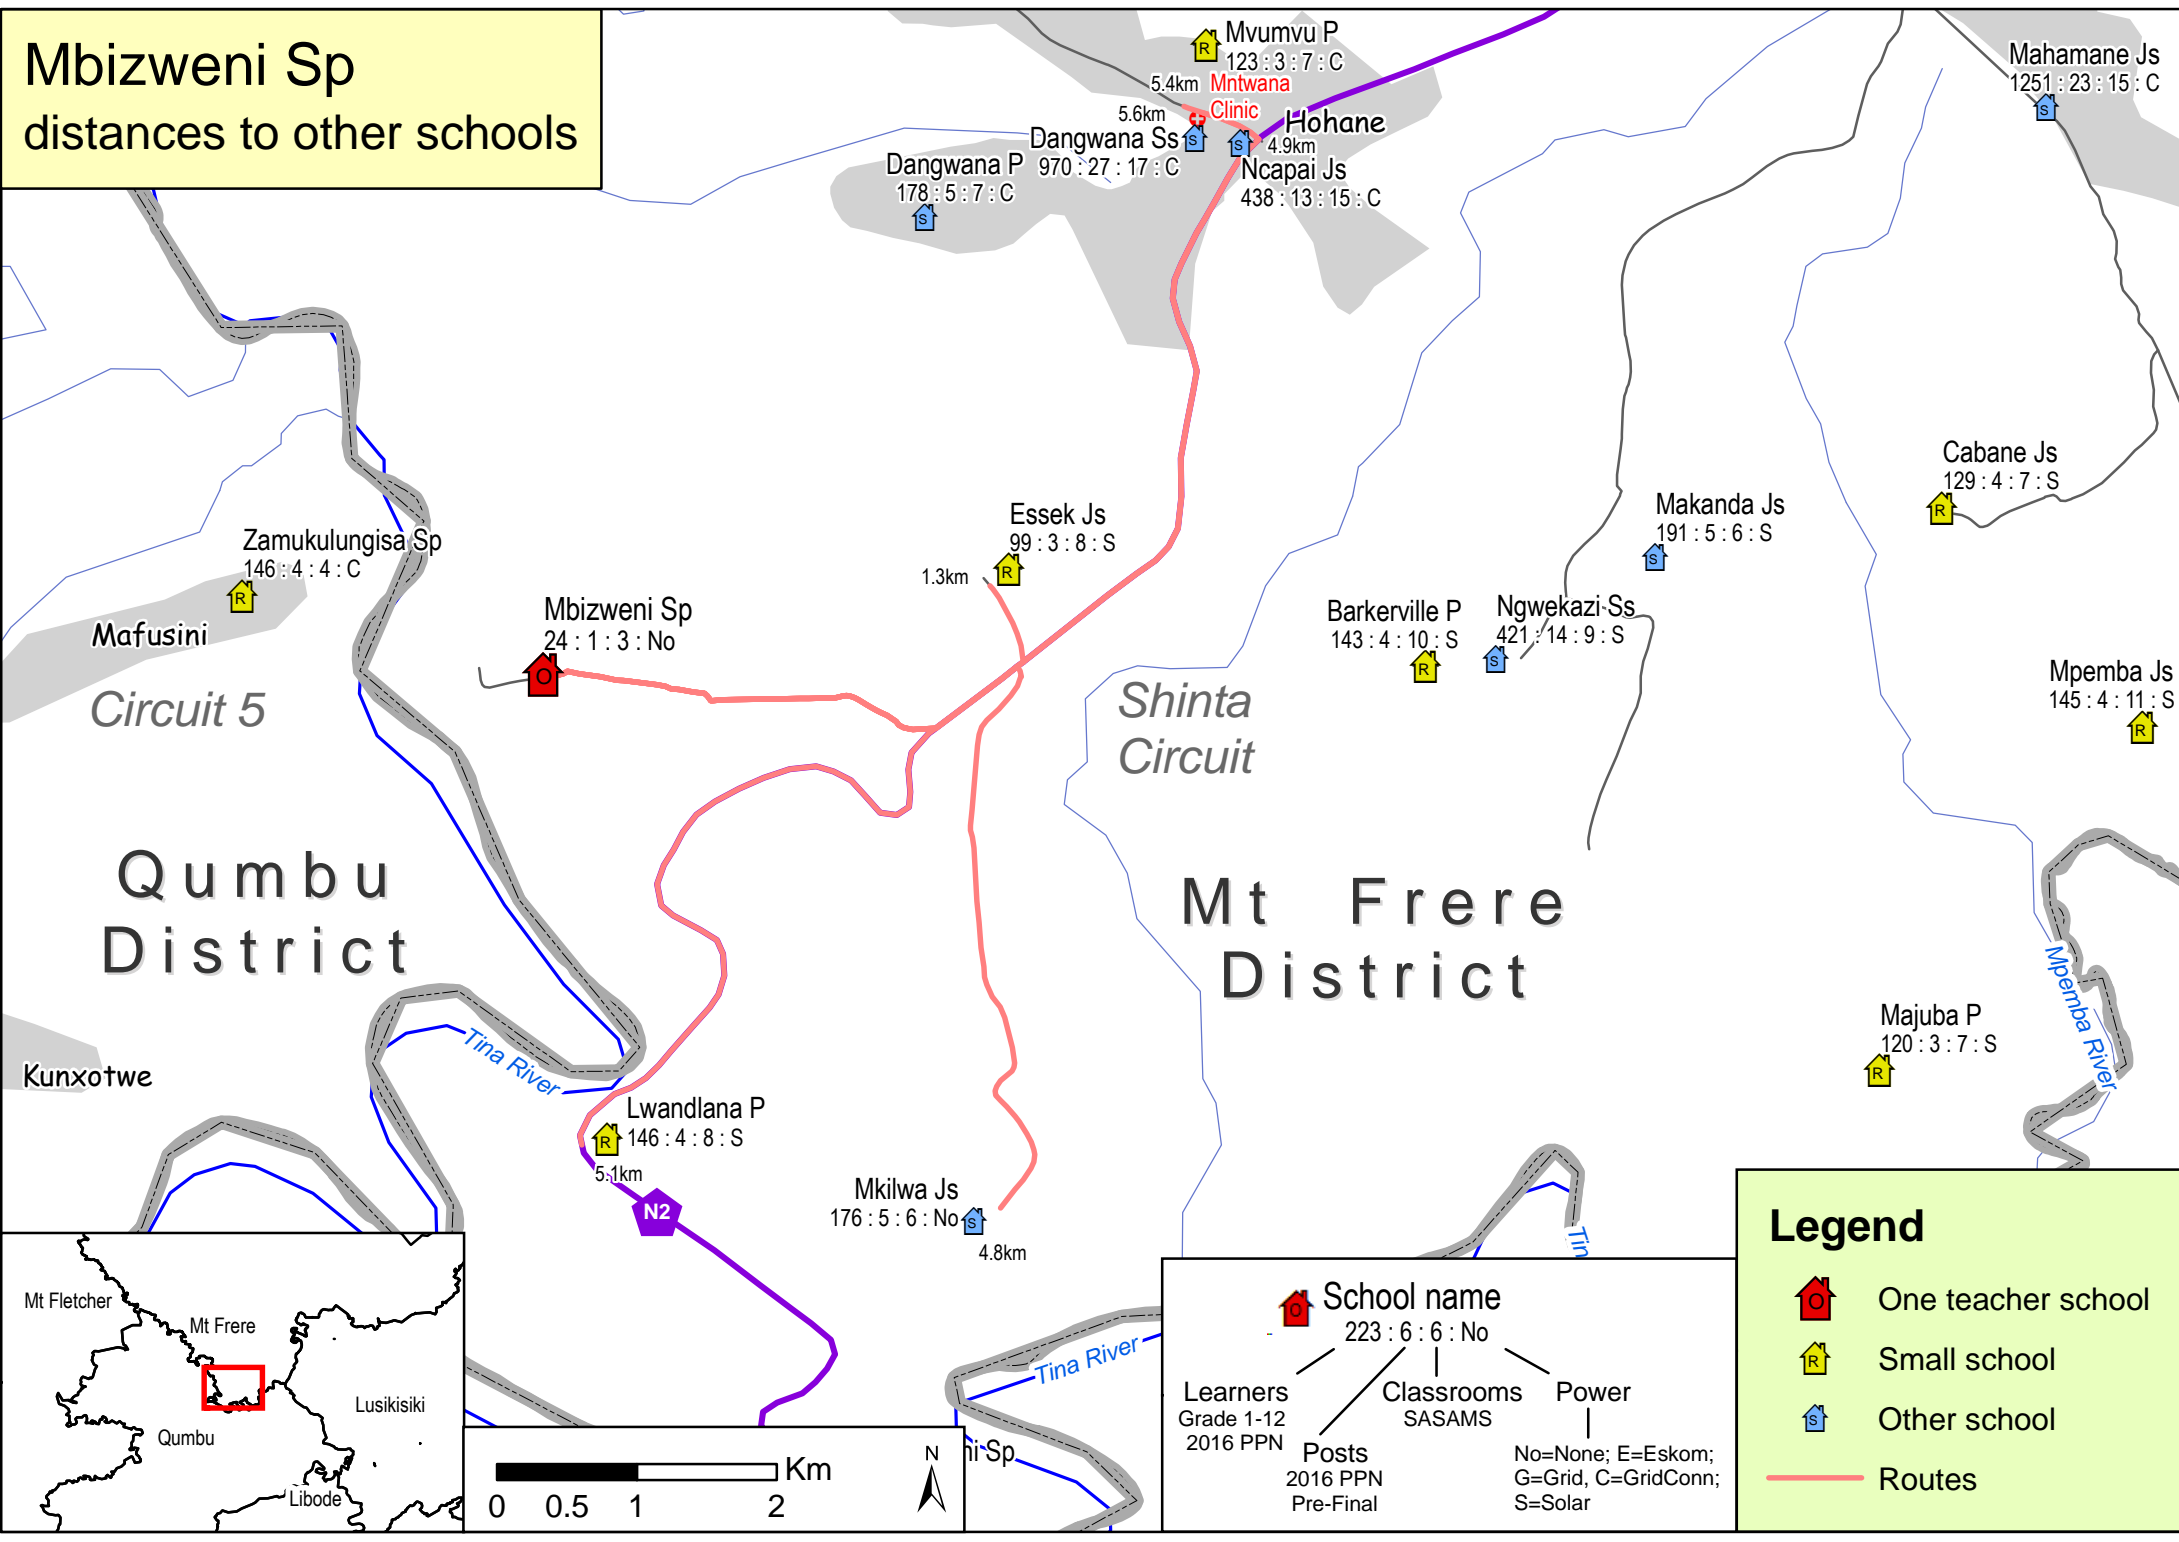 Mbizweni Sp
distances to other schools
Mvumvu P
123 : 3 : 7 : C
5.4km
Mntwana
Clinic
5.6km
Hohane
Dangwana Ss
970 : 27 : 17 : C
4.9km
Ncapai Js
438 : 13 : 15 : C
Dangwana P
178 : 5 : 7 : C
Mahamane Js
1251 : 23 : 15 : C
Cabane Js
129 : 4 : 7 : S
Makanda Js
191 : 5 : 6 : S
Essek Js
99 : 3 : 8 : S
1.3km
Zamukulungisa Sp
146 : 4 : 4 : C
R
Mafusini
Circuit 5
Mbizweni Sp
24 : 1 : 3 : No
O
Barkerville P
143 : 4 : 10 : S
Ngwekazi Ss
421 : 14 : 9 : S
Shinta
Circuit
Mpemba Js
145 : 4 : 11 : S
Qumbu
District
Mt Frere
District
Mpemba River
Majuba P
120 : 3 : 7 : S
Kunxotwe
Tina River
Lwandlana P
146 : 4 : 8 : S
5.1km
N2
Mkilwa Js
176 : 5 : 6 : No
4.8km
Tin
Tina River
ni Sp
Mt Fletcher
Mt Frere
Qumbu
Lusikisiki
Libode
Km
0 0.5 1 2
N
School name
223 : 6 : 6 : No
Learners
Grade 1-12
2016 PPN
Posts
2016 PPN
Pre-Final
Classrooms
SASAMS
Power
No=None; E=Eskom;
G=Grid, C=GridConn;
S=Solar
Legend
O One teacher school
R Small school
S Other school
Routes